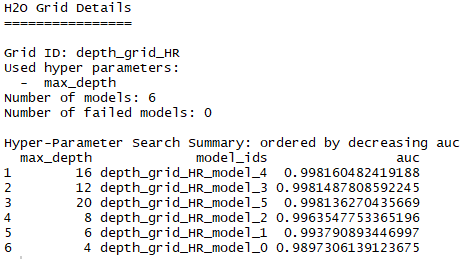 H2O Grid Details
================
Grid ID: depth_grid_HR
Used hyper parameters:
- max_depth
Number of models: 6
Number of failed models: 0
Hyper-Parameter Search Summary: ordered by decreasing auc
max_depth model_ids auc
1 16 depth_grid_HR_model_4 0.998160482419188
2 12 depth_grid_HR_model_3 0.9981487808592245
3 20 depth_grid_HR_model_5 0.998136270435669
4 8 depth_grid_HR_model_2 0.9963547753365196
5 6 depth_grid_HR_model_1 0.993790893446997
6 4 depth_grid_HR_model_0 0.9897306139123675